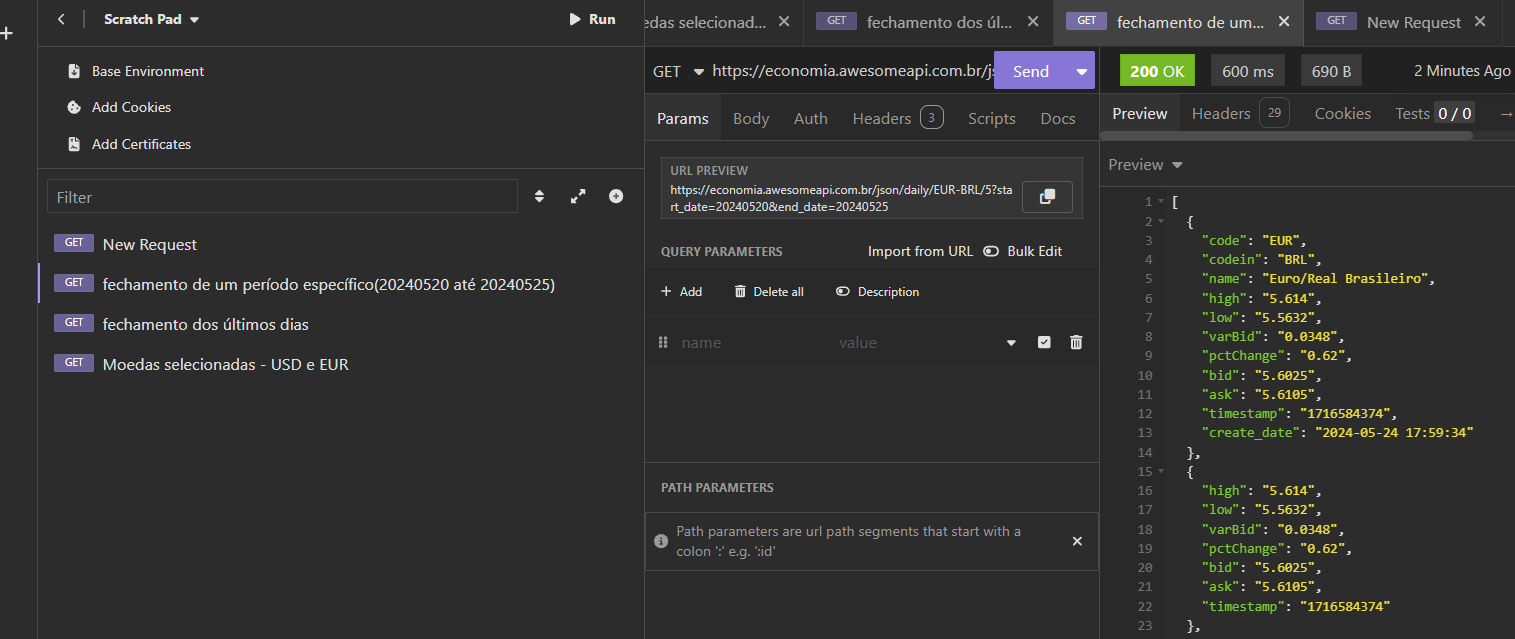 Scratch Pad
Run
Base Environment
Add Cookies
Add Certificates
Filter
GET New Request
GET fechamento de um período específico(20240520 até 20240525)
GET fechamento dos últimos dias
GET Moedas selecionadas - USD e EUR
edas selecionad...
GET fechamento dos úl...
GET fechamento de um...
GET New Request
GET https://economia.awesomeapi.com.br/js
Send
Params Body Auth Headers 3 Scripts Docs
URL PREVIEW
https://economia.awesomeapi.com.br/json/daily/EUR-BRL/5?sta
rt_date=20240520&end_date=20240525
QUERY PARAMETERS Import from URL Bulk Edit
Add Delete all Description
name value
PATH PARAMETERS
Path parameters are url path segments that start with a
colon ':' e.g. ':id'
200 OK 600 ms 690 B 2 Minutes Ago
Preview Headers 29 Cookies Tests 0 / 0 →
Preview
1 [
2 {
3 "code": "EUR",
4 "codein": "BRL",
5 "name": "Euro/Real Brasileiro",
6 "high": "5.614",
7 "low": "5.5632",
8 "varBid": "0.0348",
9 "pctChange": "0.62",
10 "bid": "5.6025",
11 "ask": "5.6105",
12 "timestamp": "1716584374",
13 "create_date": "2024-05-24 17:59:34"
14 },
15 {
16 "high": "5.614",
17 "low": "5.5632",
18 "varBid": "0.0348",
19 "pctChange": "0.62",
20 "bid": "5.6025",
21 "ask": "5.6105",
22 "timestamp": "1716584374"
23 },